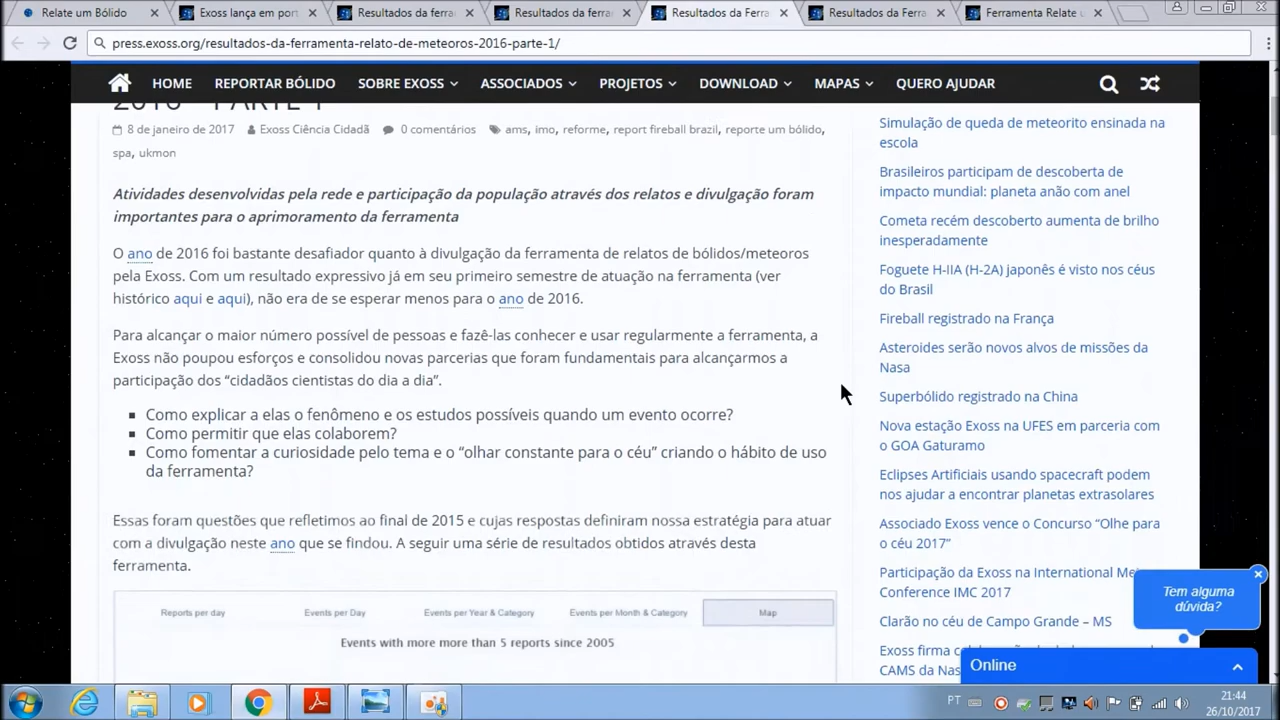 Relate um Bólido
Exoss lança em port
Resultados da ferra
Resultados da ferra
Resultados da Ferra
Resultados da Ferra
Ferramenta Relate u
press.exoss.org/resultados-da-ferramenta-relato-de-meteoros-2016-parte-1/
HOME REPORTAR BÓLIDO SOBRE EXOSS ASSOCIADOS PROJETOS DOWNLOAD MAPAS QUERO AJUDAR
2016 – PARTE 1
8 de janeiro de 2017 Exoss Ciência Cidadã 0 comentários ams, imo, reforme, report fireball brazil, reporte um bólido,
spa, ukmon
Atividades desenvolvidas pela rede e participação da população através dos relatos e divulgação foram
importantes para o aprimoramento da ferramenta
O ano de 2016 foi bastante desafiador quanto à divulgação da ferramenta de relatos de bólidos/meteoros
pela Exoss. Com um resultado expressivo já em seu primeiro semestre de atuação na ferramenta (ver
histórico aqui e aqui), não era de se esperar menos para o ano de 2016.
Para alcançar o maior número possível de pessoas e fazê-las conhecer e usar regularmente a ferramenta, a
Exoss não poupou esforços e consolidou novas parcerias que foram fundamentais para alcançarmos a
participação dos “cidadãos cientistas do dia a dia”.
Como explicar a elas o fenômeno e os estudos possíveis quando um evento ocorre?
Como permitir que elas colaborem?
Como fomentar a curiosidade pelo tema e o “olhar constante para o céu” criando o hábito de uso
da ferramenta?
Essas foram questões que refletimos ao final de 2015 e cujas respostas definiram nossa estratégia para atuar
com a divulgação neste ano que se findou. A seguir uma série de resultados obtidos através desta
ferramenta.
Reports per day Events per Day Events per Year & Category Events per Month & Category Map
Events with more more than 5 reports since 2005
Simulação de queda de meteorito ensinada na
escola
Brasileiros participam de descoberta de
impacto mundial: planeta anão com anel
Cometa recém descoberto aumenta de brilho
inesperadamente
Foguete H-IIA (H-2A) japonês é visto nos céus
do Brasil
Fireball registrado na França
Asteroides serão novos alvos de missões da
Nasa
Superbólido registrado na China
Nova estação Exoss na UFES em parceria com
o GOA Gaturamo
Eclipses Artificiais usando spacecraft podem
nos ajudar a encontrar planetas extrasolares
Associado Exoss vence o Concurso “Olhe para
o céu 2017”
Participação da Exoss na International Me
Conference IMC 2017
Clarão no céu de Campo Grande – MS
Exoss firma
CAMS da Nas
Tem alguma
dúvida?
Online
PT
21:44
26/10/2017